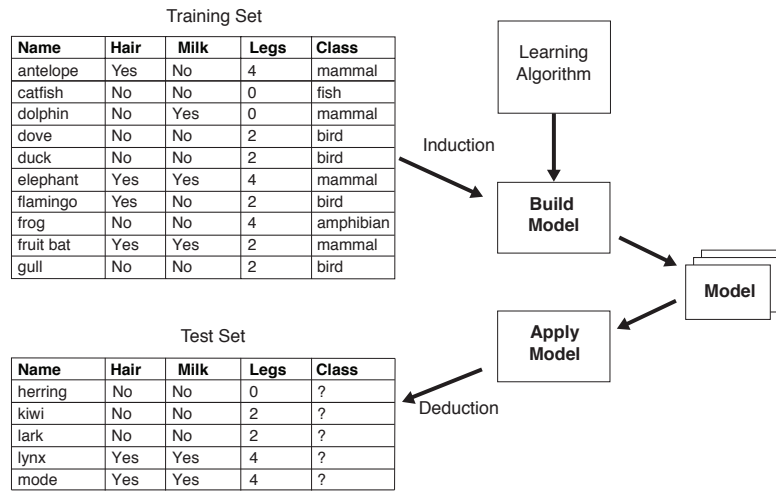 Training Set
Name Hair Milk Legs Class
antelope Yes No 4 mammal
catfish No No 0 fish
dolphin No Yes 0 mammal
dove No No 2 bird
duck No No 2 bird
elephant Yes Yes 4 mammal
flamingo Yes No 2 bird
frog No No 4 amphibian
fruit bat Yes Yes 2 mammal
gull No No 2 bird
Learning
Algorithm
Induction
Build
Model
Model
Apply
Model
Deduction
Test Set
Name Hair Milk Legs Class
herring No No 0 ?
kiwi No No 2 ?
lark No No 2 ?
lynx Yes Yes 4 ?
mode Yes Yes 4 ?